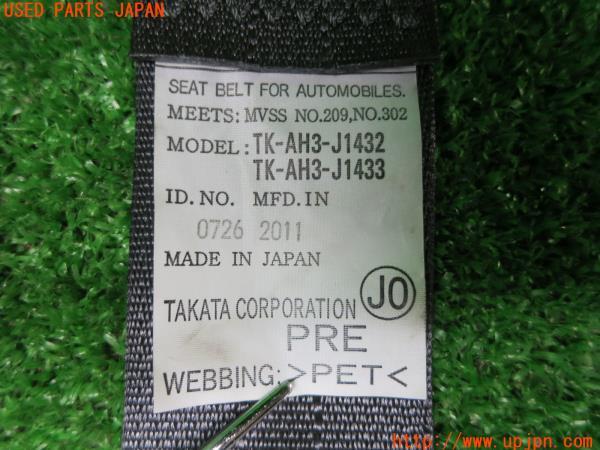 USED PARTS JAPAN
SEAT BELT FOR AUTOMOBILES.
MEETS: MVSS NO.209,NO.302
MODEL: TK-AH3-J1432
TK-AH3-J1433
ID. NO. MFD. IN
0726 2011
MADE IN JAPAN
TAKATA CORPORATION JO
PRE
WEBBING: >PET<
http://www.upjpn.com